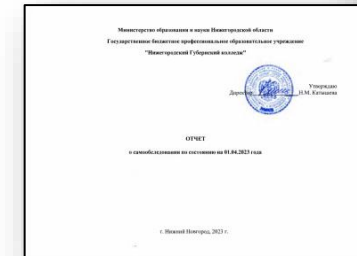 Министерство образования и науки Нижегородской области
Государственное бюджетное профессиональное образовательное учреждение
"Нижегородский Губернский колледж"
Утверждаю
Директор Н.М.
ОТЧЕТ
о самообследовании по состоянию на 01.04.2023 года
г. Нижний Новгород, 2023 г.